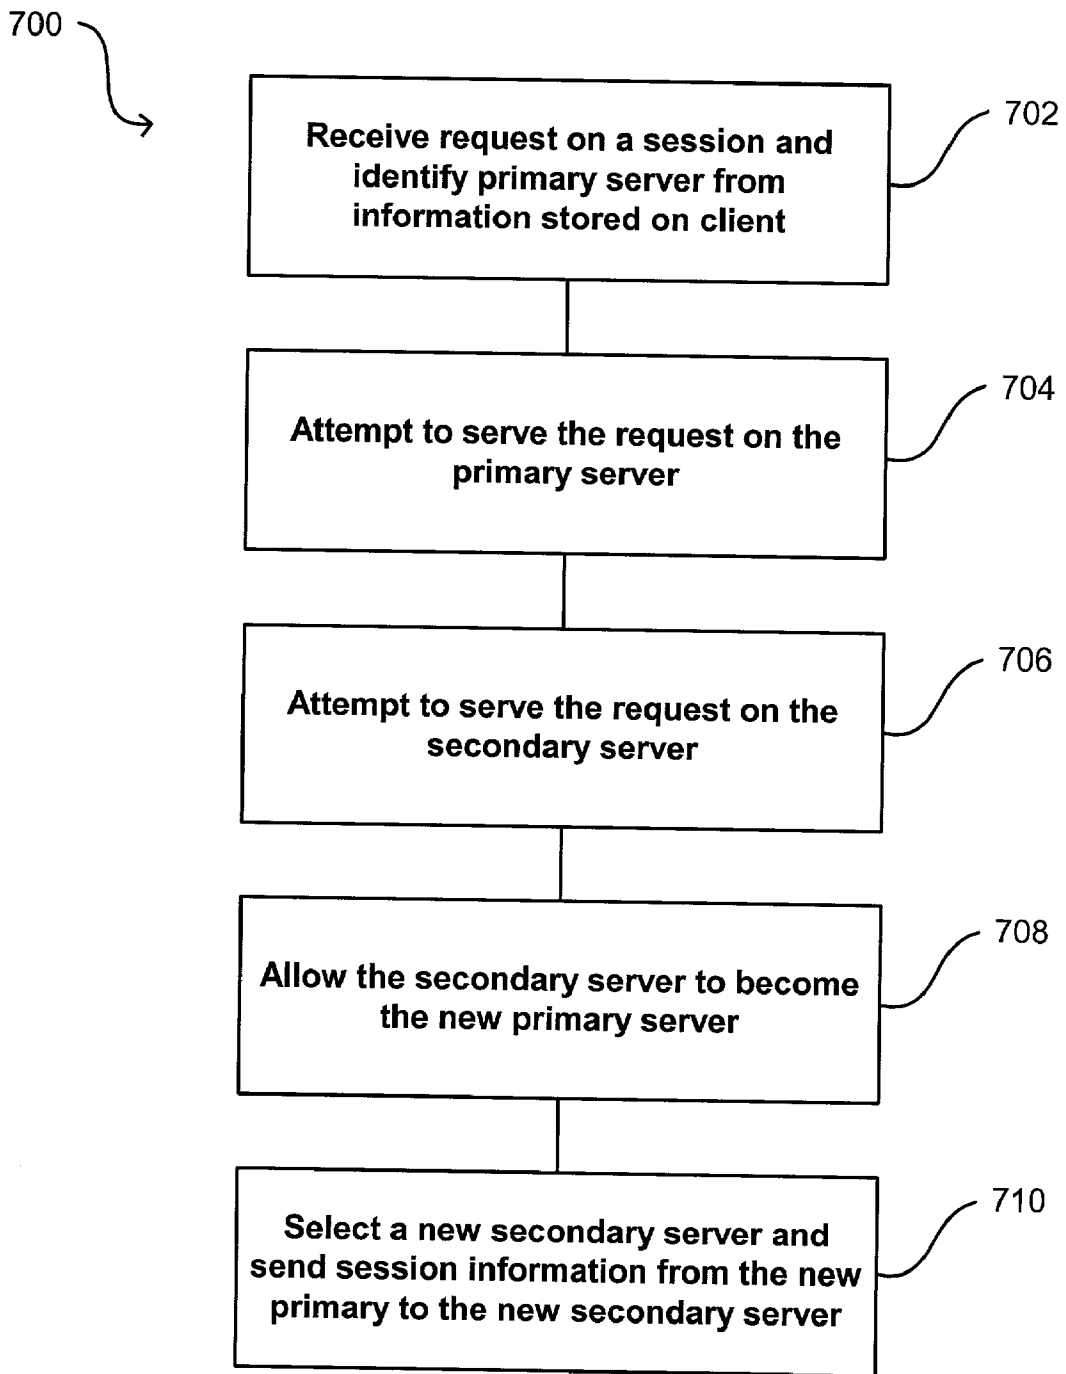 700
Receive request on a session and
identify primary server from
information stored on client
702
Attempt to serve the request on the
primary server
704
Attempt to serve the request on the
secondary server
706
Allow the secondary server to become
the new primary server
708
Select a new secondary server and
send session information from the new
primary to the new secondary server
710